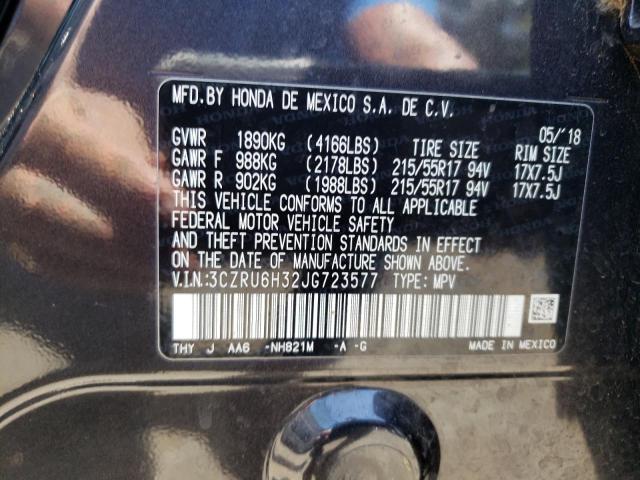 MFD.BY HONDA DE MEXICO S.A. DE C.V.
05/'18
GVWR 1890KG (4166LBS) TIRE SIZE RIM SIZE
GAWR F 988KG (2178LBS) 215/55R17 94V 17X7.5J
GAWR R 902KG (1988LBS) 215/55R17 94V 17X7.5J
THIS VEHICLE CONFORMS TO ALL APPLICABLE
FEDERAL MOTOR VEHICLE SAFETY
AND THEFT PREVENTION STANDARDS IN EFFECT
ON THE DATE OF MANUFACTURE SHOWN ABOVE.
V.I.N.:3CZRU6H32JG723577 TYPE: MPV
THY J AA6 -NH821M -A -G MADE IN MEXICO